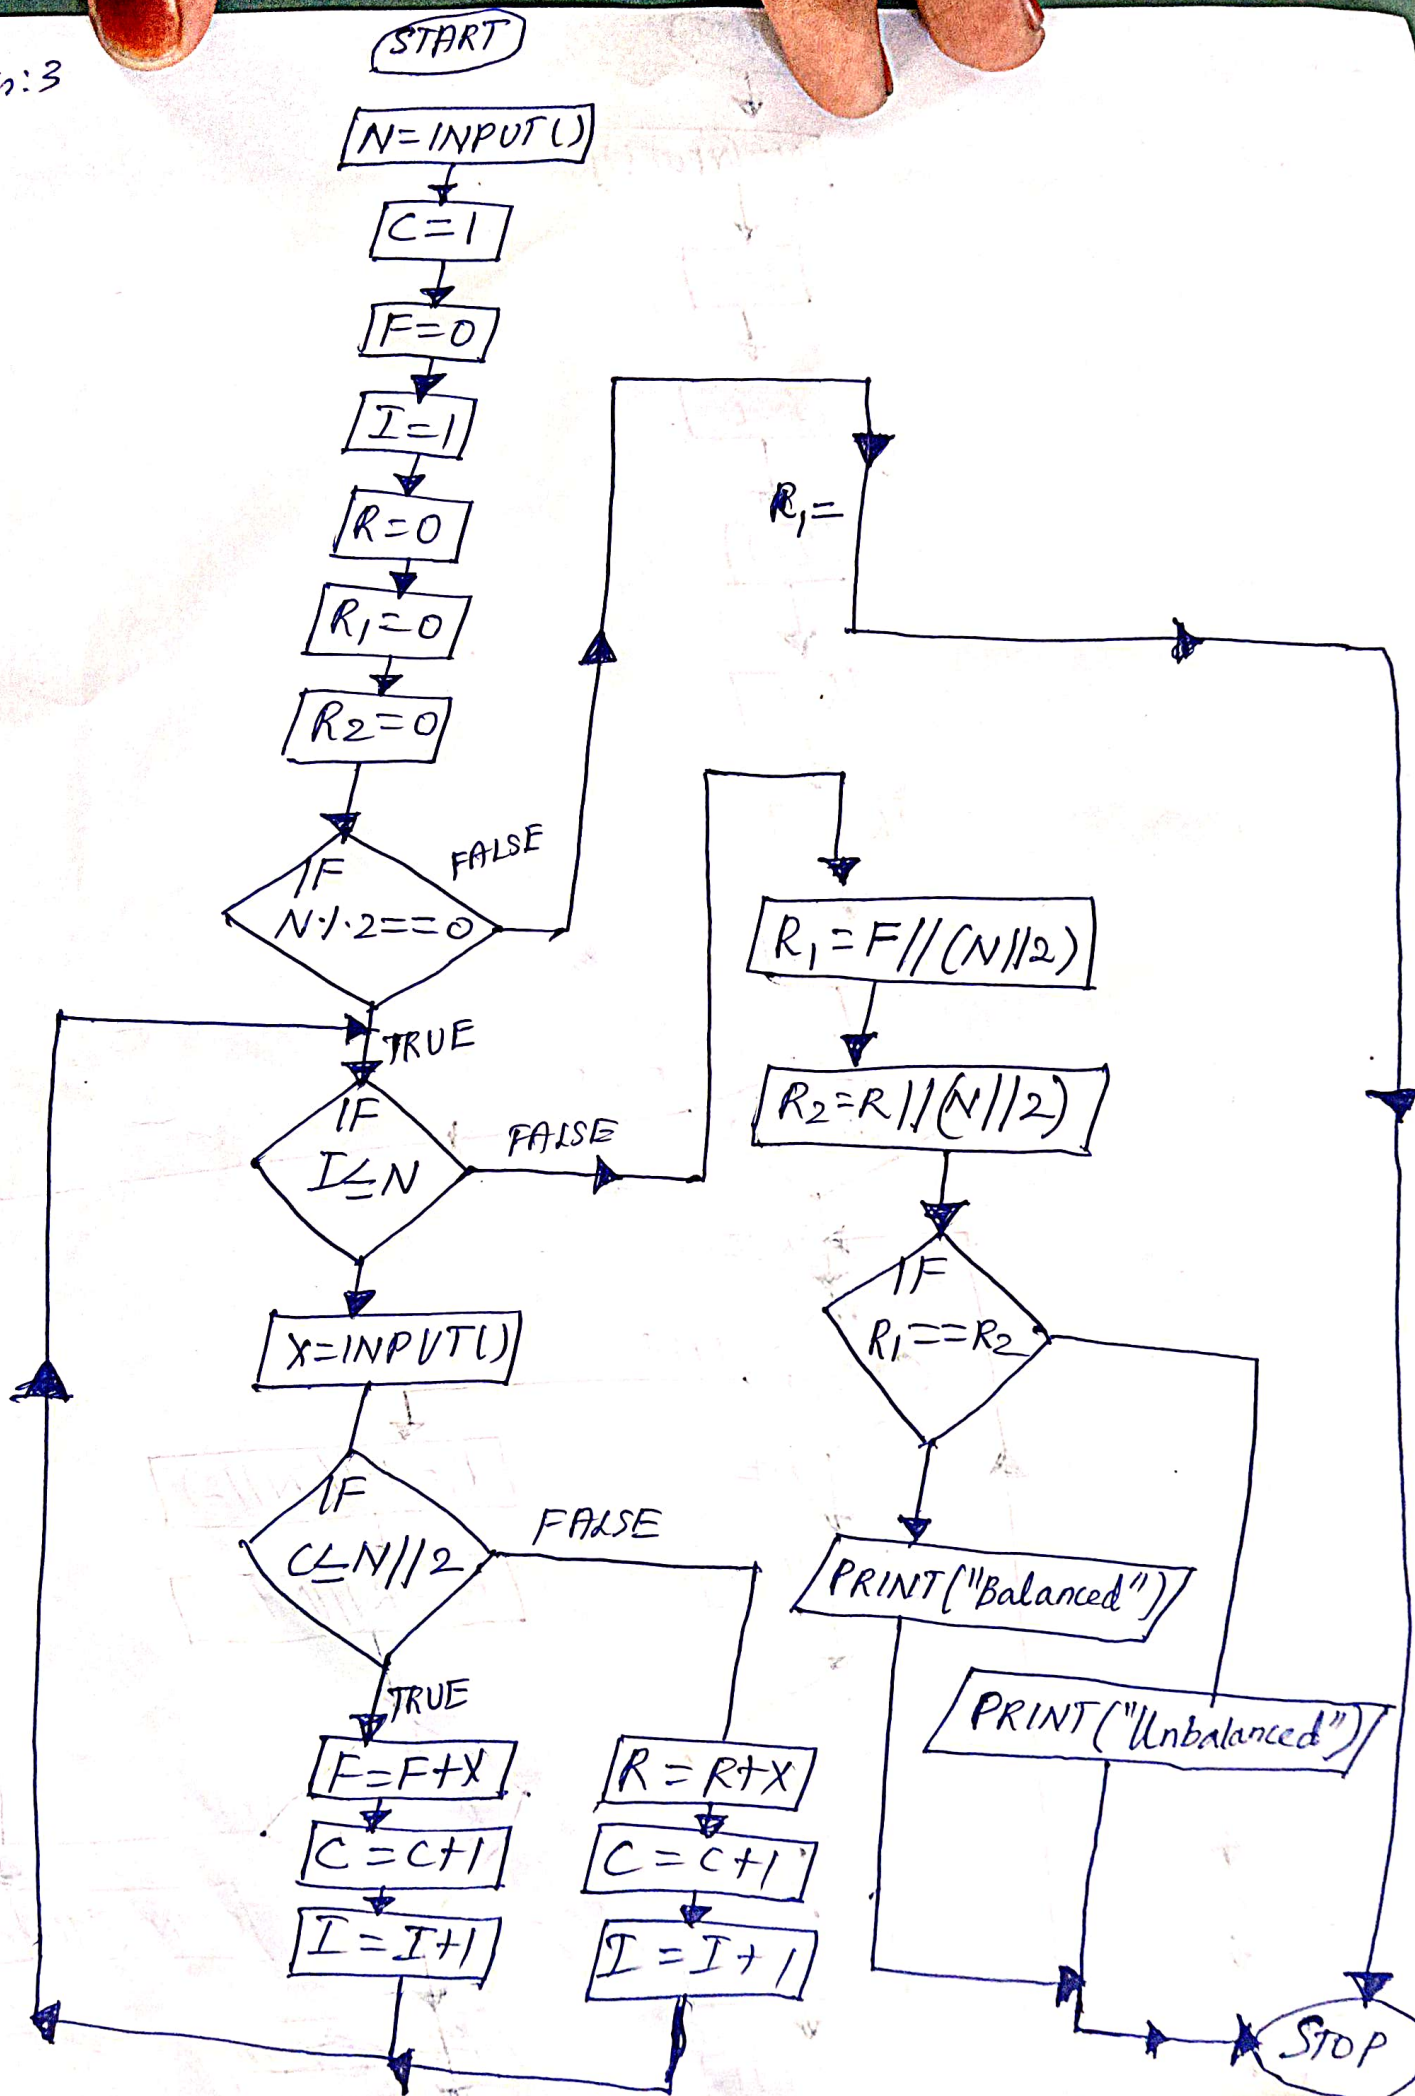 :3
START
N=INPUT()
C=1
F=0
I=1
R=0
R1=0
R2=0
IF
N%2==0
FALSE
TRUE
IF
I≤N
FALSE
X=INPUT()
IF
C≤N//2
FALSE
TRUE
F=F+X
C=C+1
I=I+1
R=R+X
C=C+1
I=I+1
R1=
R1=F//(N//2)
R2=R//(N//2)
IF
R1==R2
PRINT("Balanced")
PRINT("Unbalanced")
STOP